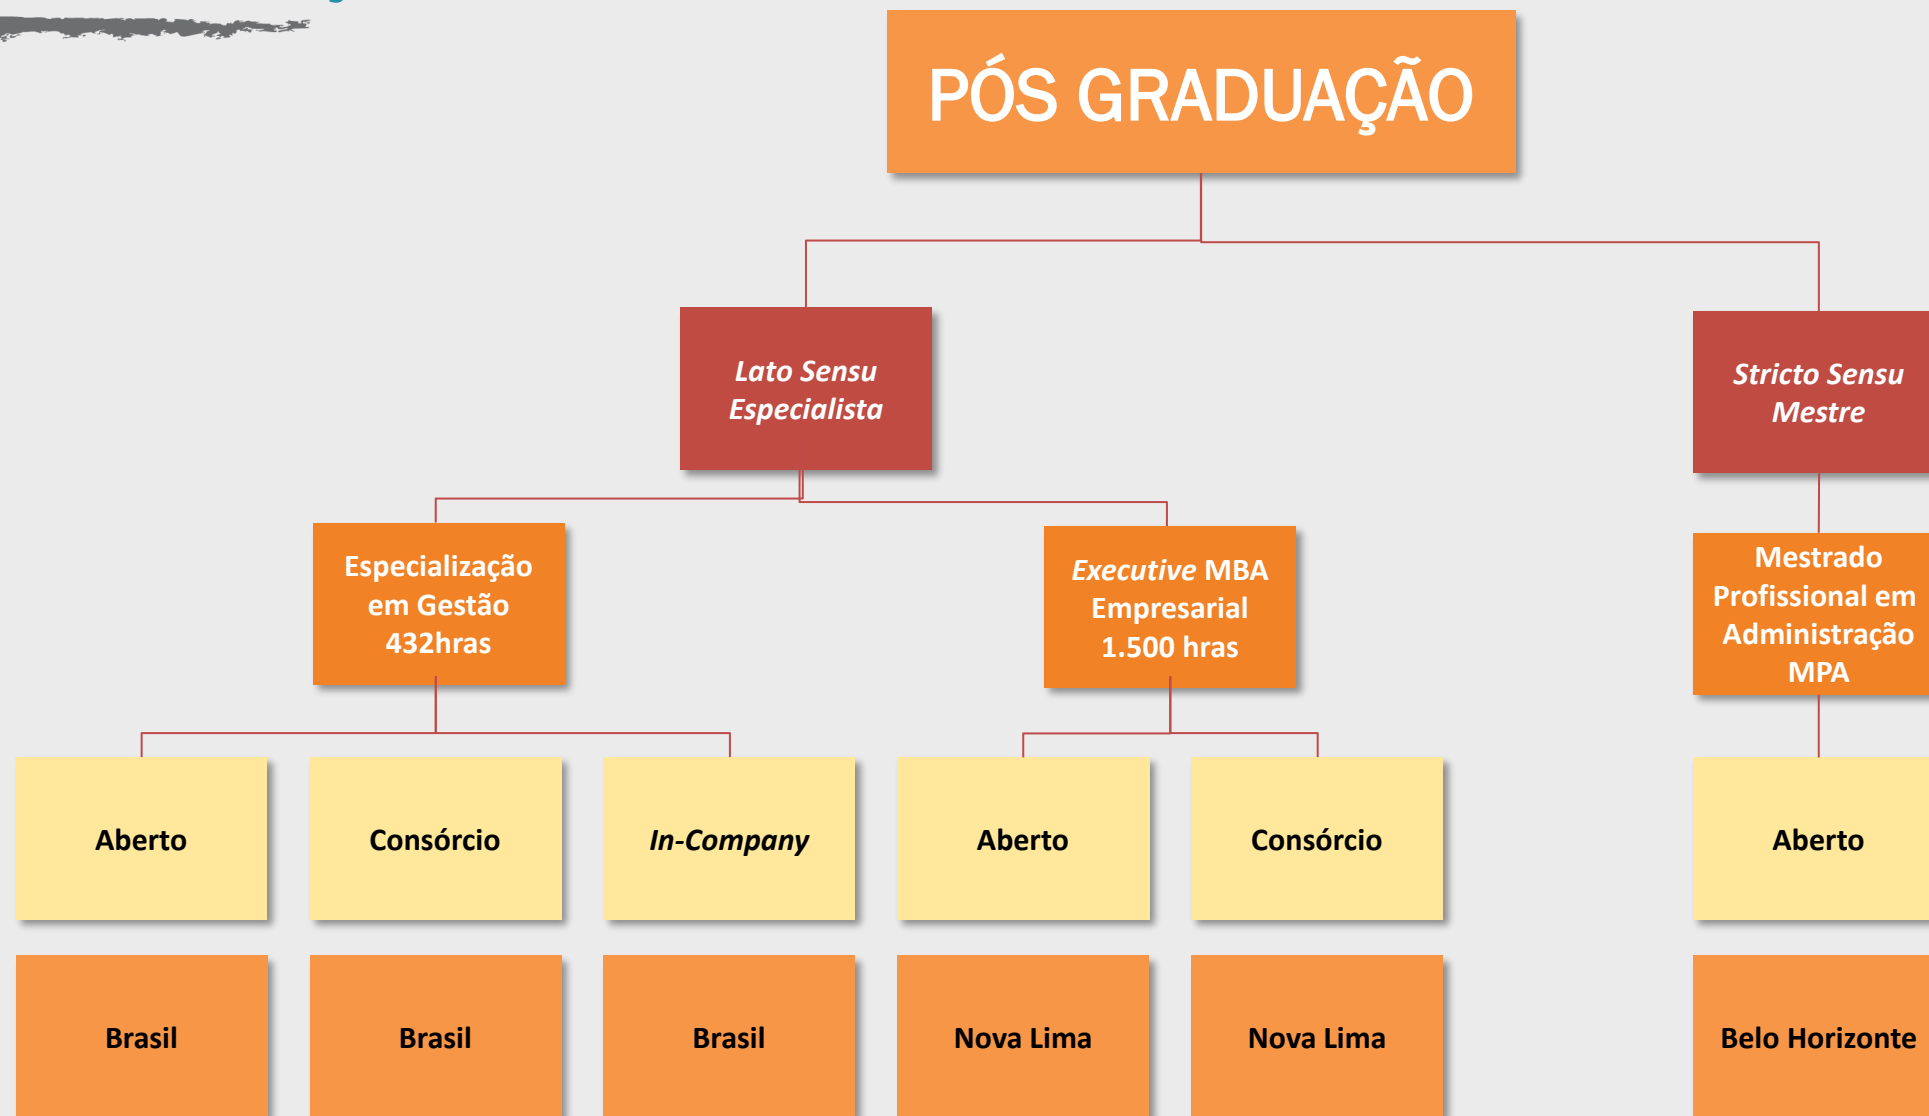 PÓS GRADUAÇÃO
Lato Sensu
Especialista
Stricto Sensu
Mestre
Especialização
em Gestão
432hras
Executive MBA
Empresarial
1.500 hras
Mestrado
Profissional em
Administração
MPA
Aberto
Consórcio
In-Company
Aberto
Consórcio
Aberto
Brasil
Brasil
Brasil
Nova Lima
Nova Lima
Belo Horizonte